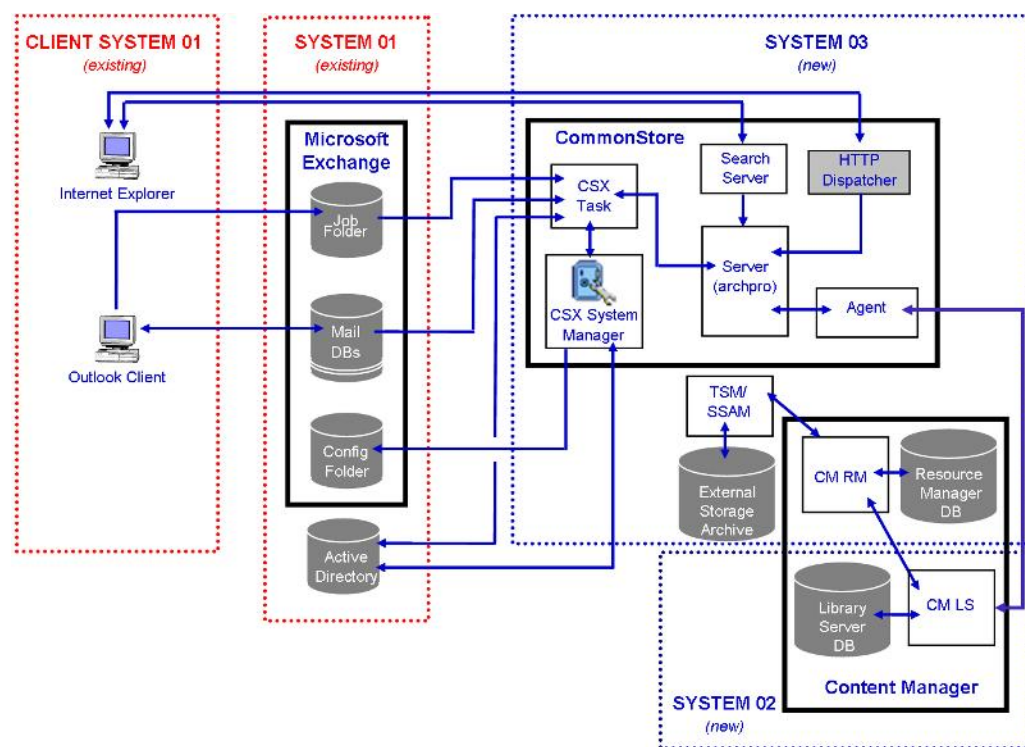 CLIENT SYSTEM 01
(existing)
Internet Explorer
Outlook Client
SYSTEM 01
(existing)
Microsoft
Exchange
Job
Folder
Mail
DBs
Config
Folder
Active
Directory
SYSTEM 03
(new)
CommonStore
CSX
Task
Search
Server
HTTP
Dispatcher
CSX System
Manager
Server
(archpro)
Agent
TSM/
SSAM
External
Storage
Archive
CM RM
Resource
Manager
DB
Library
Server
DB
CM LS
Content Manager
SYSTEM 02
(new)